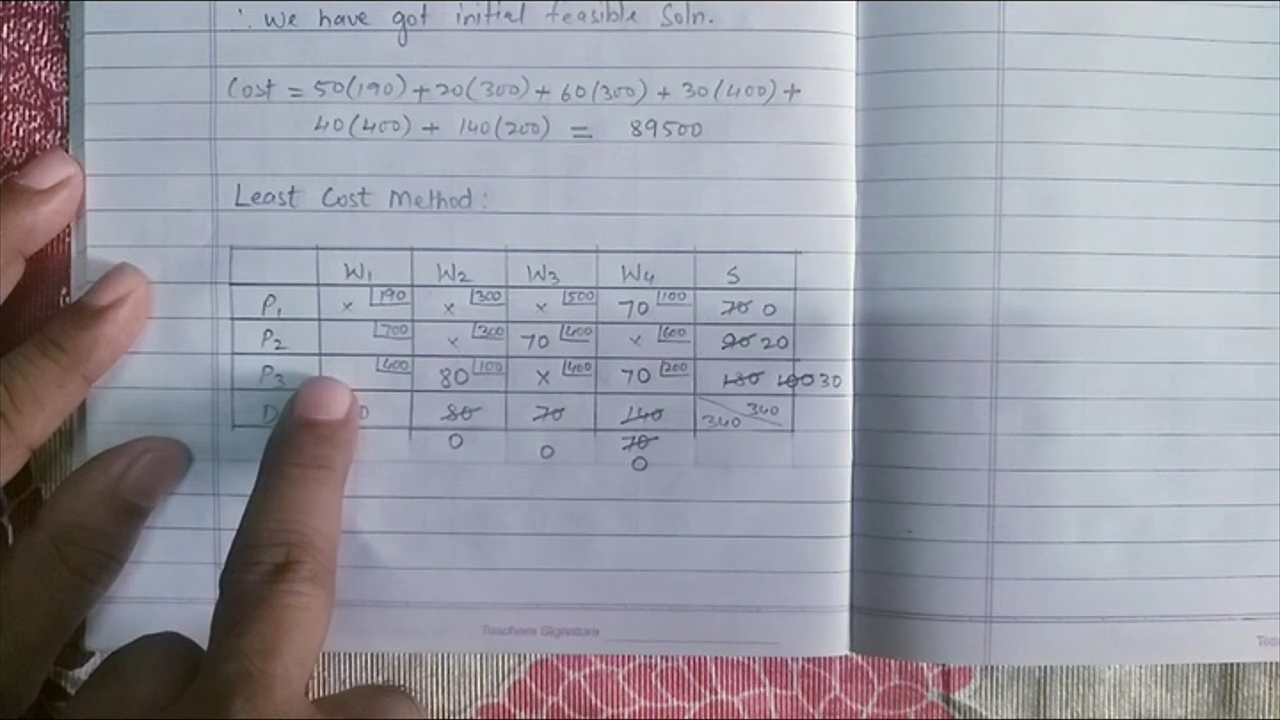 ∴ We have got initial feasible Soln.
Cost = 50(190) + 20(300) + 60(300) + 30(400) +
40(400) + 140(200) = 89500
Least Cost Method :
W1 W2 W3 W4 S
P1 × 190 × 300 × 500 70 100 70 0
P2 700 × 300 70 400 × 600 90 20
P3 400 80 100 × 400 70 200 180 100 30
D 0 80 70 140 340 340
0 0 70
0
Teachers Signature